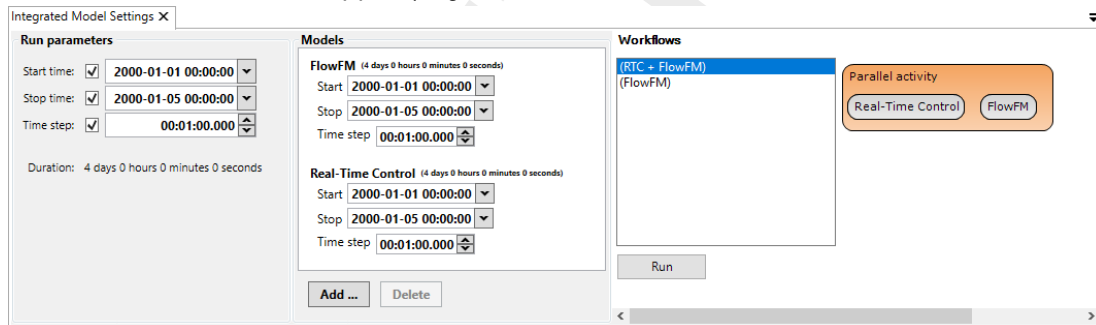 Integrated Model Settings X
Run parameters
Start time: 2000-01-01 00:00:00
Stop time: 2000-01-05 00:00:00
Time step: 00:01:00.000
Duration: 4 days 0 hours 0 minutes 0 seconds
Models
FlowFM (4 days 0 hours 0 minutes 0 seconds)
Start 2000-01-01 00:00:00
Stop 2000-01-05 00:00:00
Time step 00:01:00.000
Real-Time Control (4 days 0 hours 0 minutes 0 seconds)
Start 2000-01-01 00:00:00
Stop 2000-01-05 00:00:00
Time step 00:01:00.000
Add ... Delete
Workflows
(RTC + FlowFM)
(FlowFM)
Parallel activity
Real-Time Control FlowFM
Run